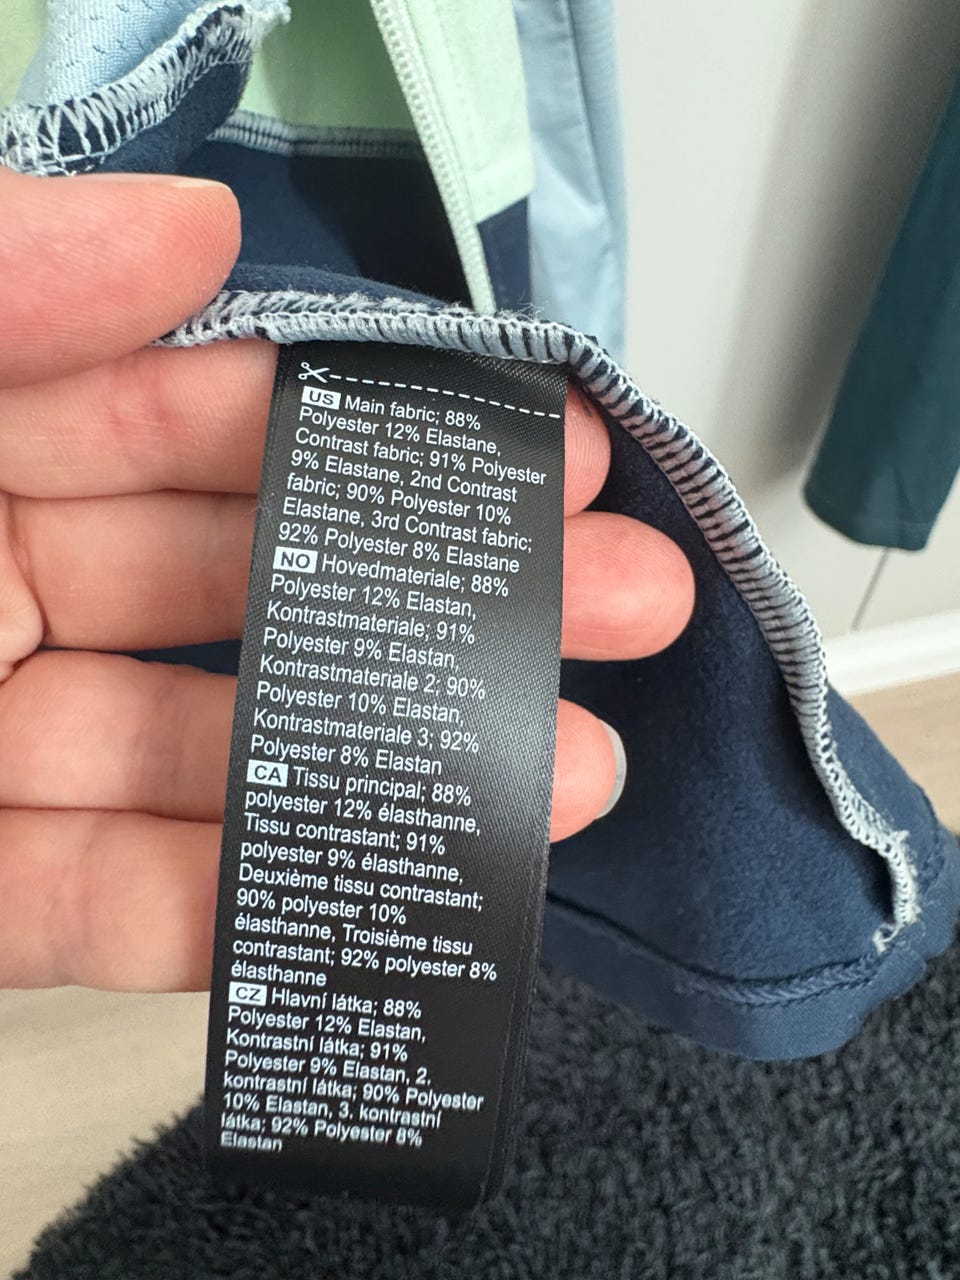 US Main fabric; 88%
Polyester 12% Elastane,
Contrast fabric; 91% Polyester
9% Elastane, 2nd Contrast
fabric; 90% Polyester 10%
Elastane, 3rd Contrast fabric;
92% Polyester 8% Elastane
NO Hovedmateriale; 88%
Polyester 12% Elastan,
Kontrastmateriale; 91%
Polyester 9% Elastan,
Kontrastmateriale 2; 90%
Polyester 10% Elastan,
Kontrastmateriale 3; 92%
Polyester 8% Elastan
CA Tissu principal; 88%
polyester 12% élasthanne,
Tissu contrastant; 91%
polyester 9% élasthanne,
Deuxième tissu contrastant;
90% polyester 10%
élasthanne, Troisième tissu
contrastant; 92% polyester 8%
élasthanne
CZ Hlavní látka; 88%
Polyester 12% Elastan,
Kontrastní látka; 91%
Polyester 9% Elastan, 2.
kontrastní látka; 90% Polyester
10% Elastan, 3. kontrastní
látka; 92% Polyester 8%
Elastan